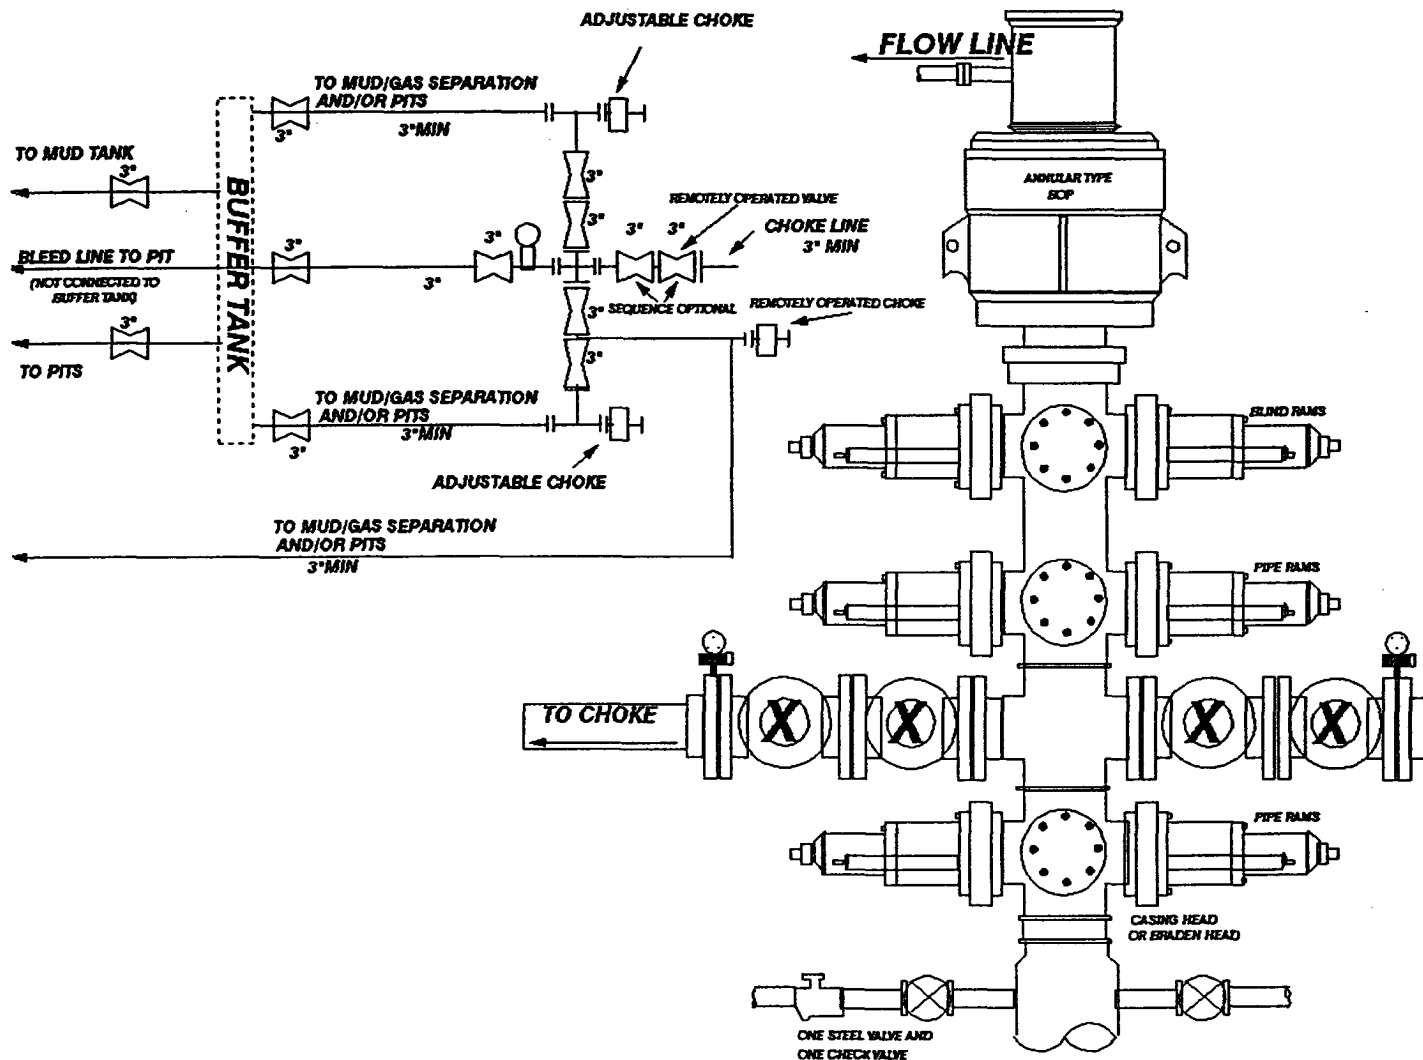 ADJUSTABLE CHOKE
FLOW LINE
TO MUD/GAS SEPARATION
AND/OR PITS
3" MIN
3"
TO MUD TANK
3"
BUFFER TANK
3"
3"
ANNULAR TYPE
BOP
REMOTELY OPERATED VALVE
3"
3"
CHOKE LINE
3" MIN
BLEED LINE TO PIT
(NOT CONNECTED TO
BUFFER TANK)
3"
3"
3"
SEQUENCE OPTIONAL
REMOTELY OPERATED CHOKE
3"
3"
3"
TO PITS
TO MUD/GAS SEPARATION
AND/OR PITS
3" MIN
3"
ADJUSTABLE CHOKE
BLIND RAMS
TO MUD/GAS SEPARATION
AND/OR PITS
3" MIN
PIPE RAMS
TO CHOKE
X
X
X
X
PIPE RAMS
CASING HEAD
OR BRADEN HEAD
ONE STEEL VALVE AND
ONE CHECK VALVE